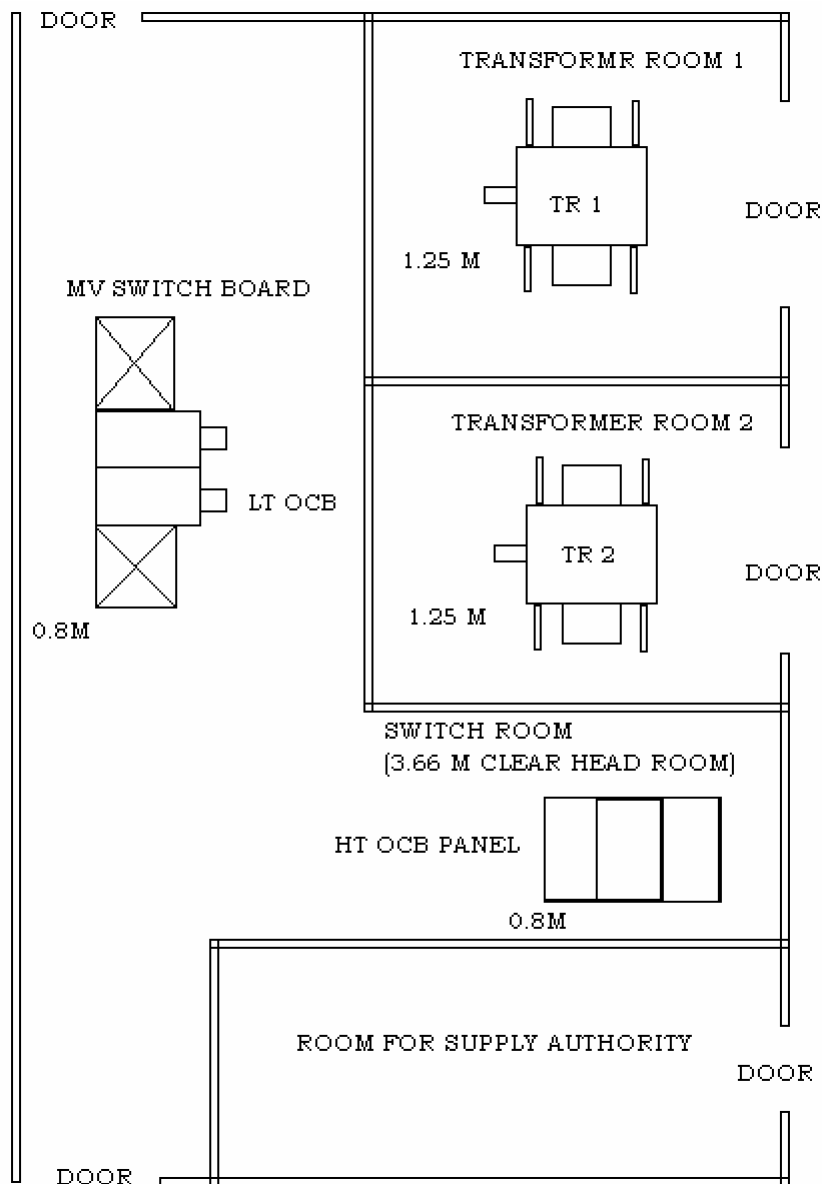 DOOR
TRANSFORMR ROOM 1
TR 1
DOOR
1.25 M
MV SWITCH BOARD
TRANSFORMER ROOM 2
LT OCB
TR 2
DOOR
1.25 M
0.8M
SWITCH ROOM
(3.66 M CLEAR HEAD ROOM)
HT OCB PANEL
0.8M
ROOM FOR SUPPLY AUTHORITY
DOOR
DOOR